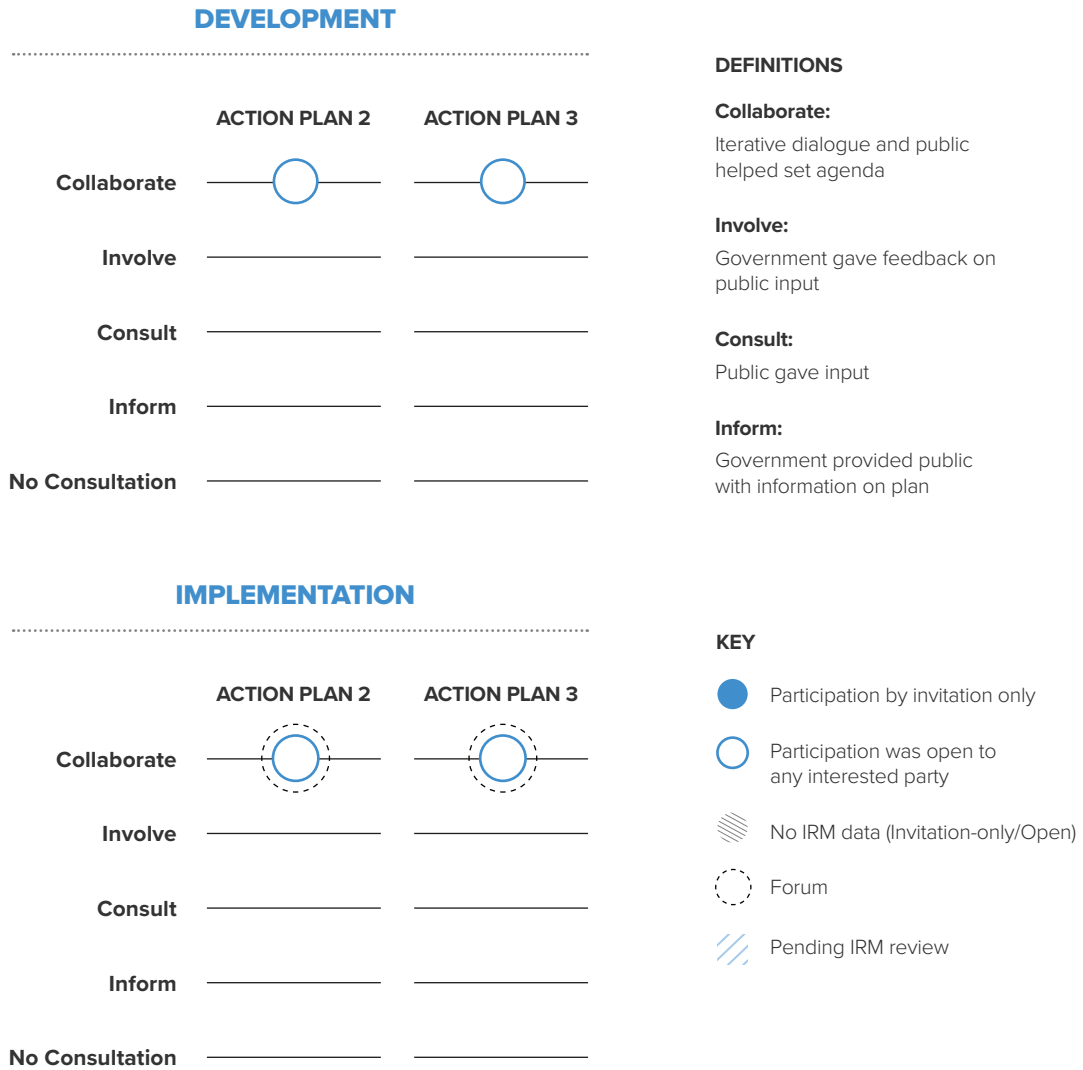 DEVELOPMENT
ACTION PLAN 2 ACTION PLAN 3
Collaborate
Involve
Consult
Inform
No Consultation
DEFINITIONS
Collaborate:
Iterative dialogue and public
helped set agenda
Involve:
Government gave feedback on
public input
Consult:
Public gave input
Inform:
Government provided public
with information on plan
IMPLEMENTATION
ACTION PLAN 2 ACTION PLAN 3
Collaborate
Involve
Consult
Inform
No Consultation
KEY
Participation by invitation only
Participation was open to
any interested party
No IRM data (Invitation-only/Open)
Forum
Pending IRM review